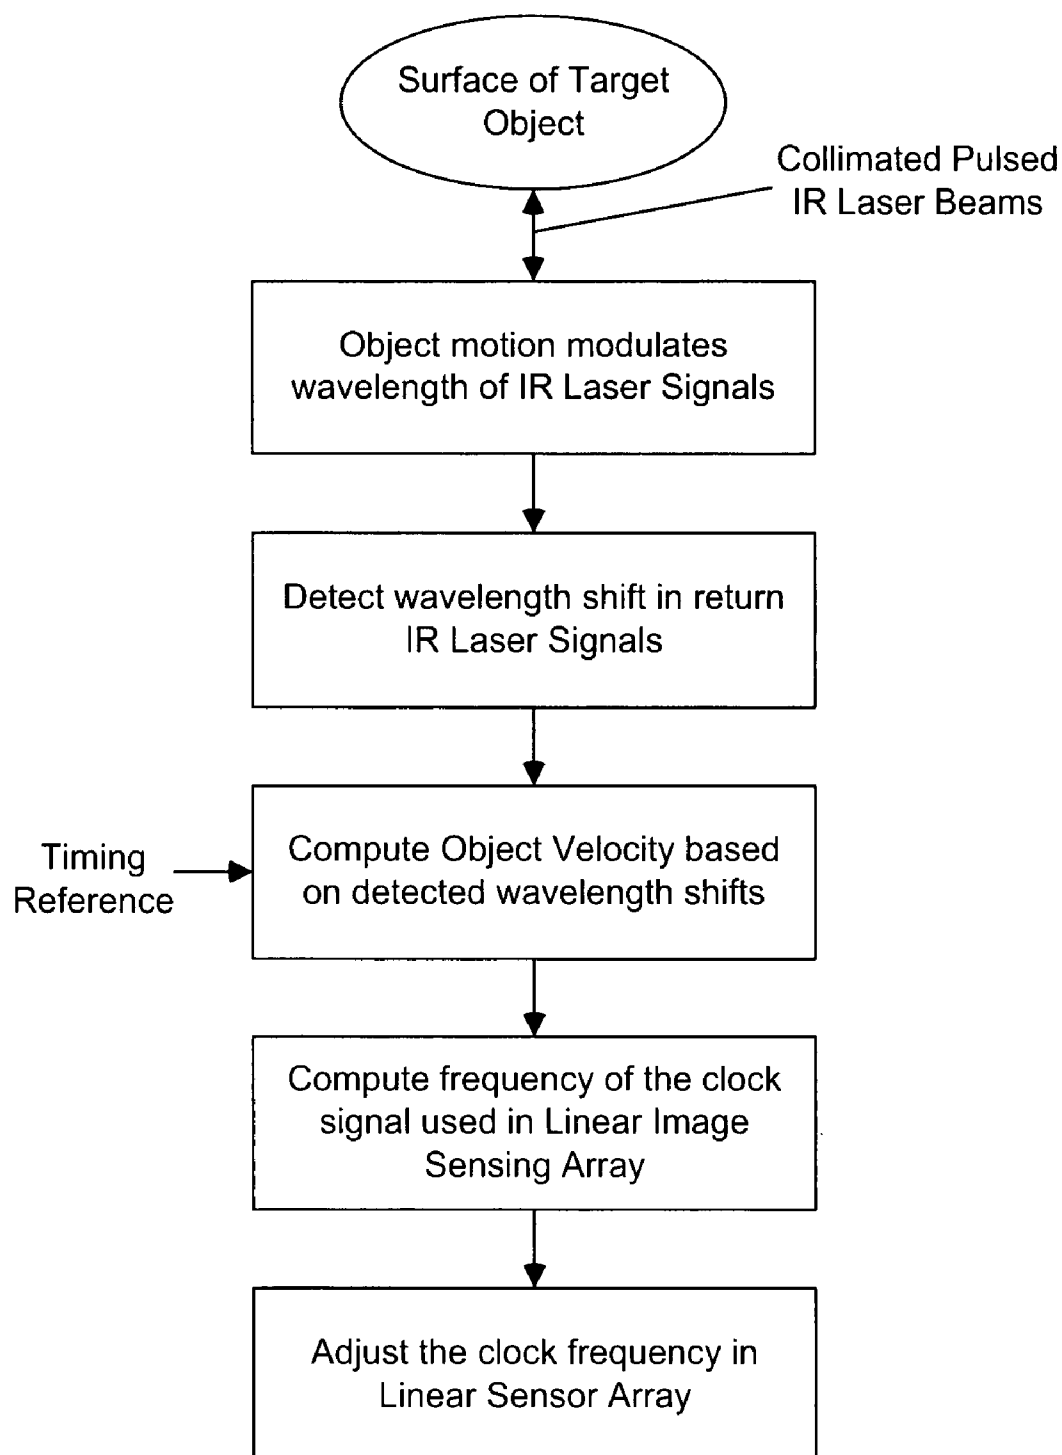 Surface of Target
Object
Collimated Pulsed
IR Laser Beams
Object motion modulates
wavelength of IR Laser Signals
Detect wavelength shift in return
IR Laser Signals
Timing
Reference
Compute Object Velocity based
on detected wavelength shifts
Compute frequency of the clock
signal used in Linear Image
Sensing Array
Adjust the clock frequency in
Linear Sensor Array